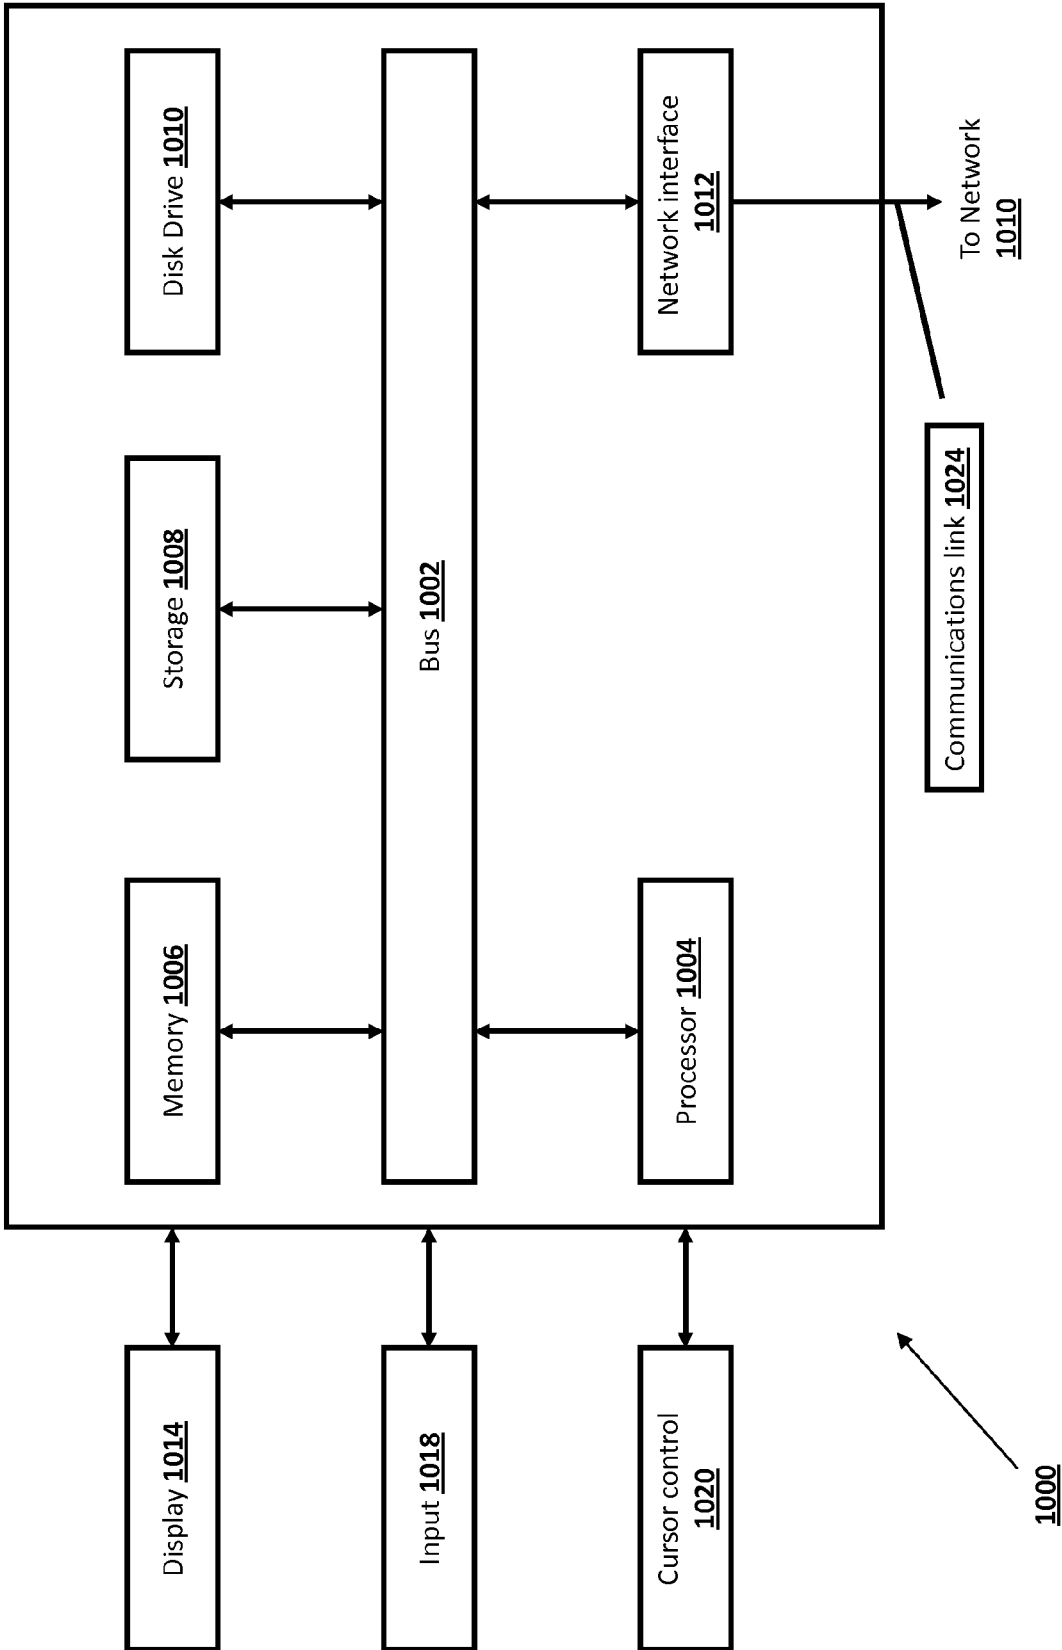 Display 1014
Memory 1006
Storage 1008
Disk Drive 1010
Input 1018
Bus 1002
Cursor control
1020
Processor 1004
Network interface
1012
Communications link 1024
To Network
1010
1000